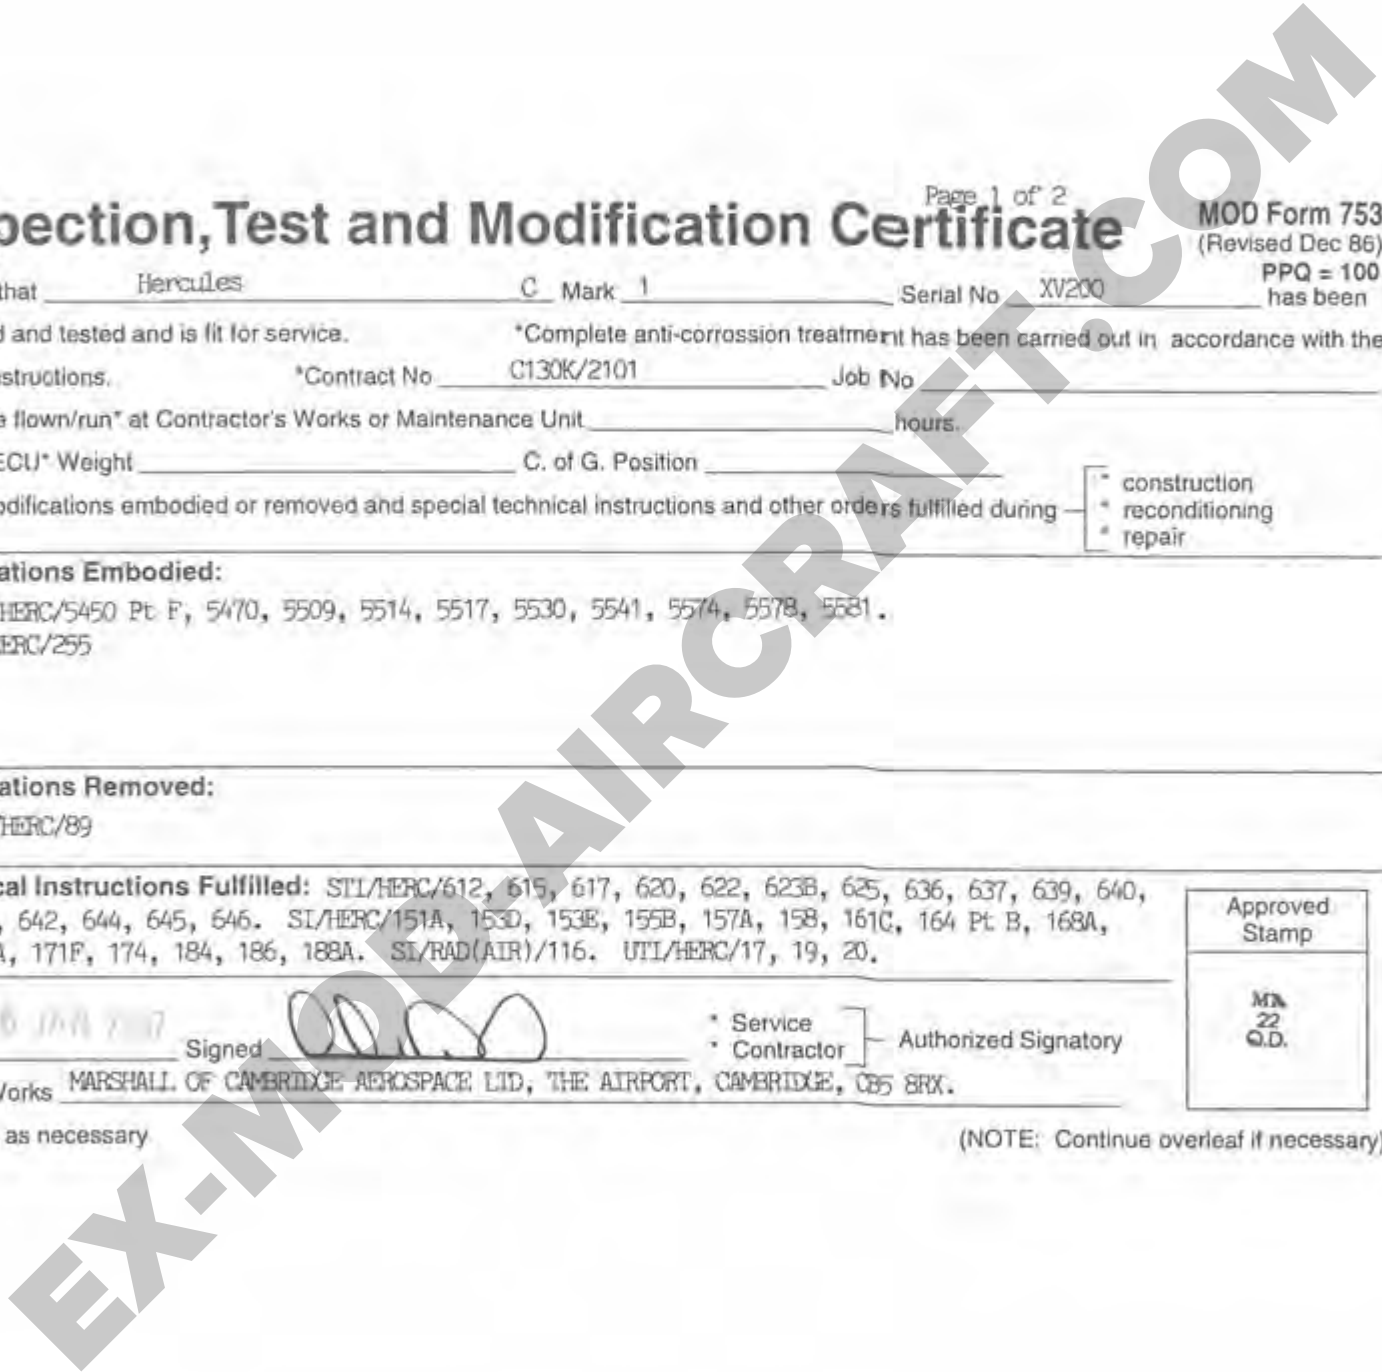 Page 1 of 2
pection, Test and Modification Certificate
MOD Form 753
(Revised Dec 86)
PPQ = 100
that Hercules C Mark 1 Serial No XV200 has been
d and tested and is fit for service. *Complete anti-corrossion treatment has been carried out in accordance with the
structions. *Contract No C130K/2101 Job No
e flown/run* at Contractor's Works or Maintenance Unit hours.
ECU* Weight C. of G. Position
odifications embodied or removed and special technical instructions and other orders fulfilled during
* construction
* reconditioning
* repair
ations Embodied:
HERC/5450 Pt F, 5470, 5509, 5514, 5517, 5530, 5541, 5574, 5578, 5581.
ERC/255
ations Removed:
HERC/89
cal Instructions Fulfilled: STI/HERC/612, 615, 617, 620, 622, 623B, 625, 636, 637, 639, 640,
, 642, 644, 645, 646. SI/HERC/151A, 153D, 153E, 155B, 157A, 158, 161C, 164 Pt B, 168A,
A, 171F, 174, 184, 186, 188A. SI/RAD(AIR)/116. UTI/HERC/17, 19, 20.
Approved
Stamp
MA
22
Q.D.
Signed
* Service
* Contractor
Authorized Signatory
Works MARSHALL OF CAMBRIDGE AEROSPACE LTD, THE AIRPORT, CAMBRIDGE, CB5 8RX.
as necessary
(NOTE: Continue overleaf if necessary)
EX-MOD-AIRCRAFT.COM